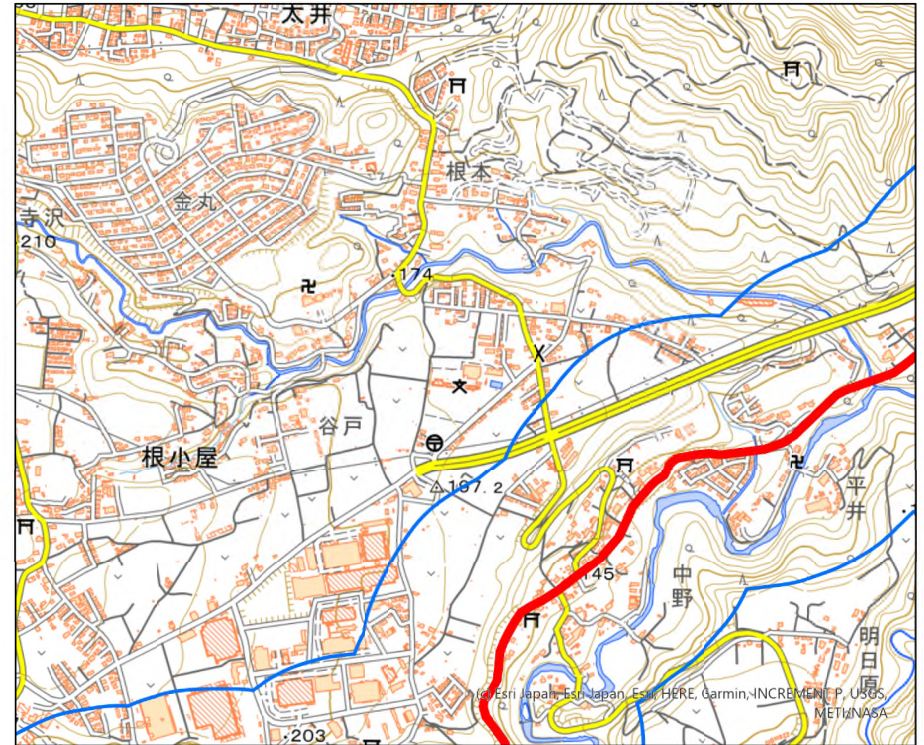 太井
根本
金丸
寺沢
210
174
谷戸
根小屋
197.2
平井
145
中野
明日原
(c) Esri Japan, Esri Japan, Esri, HERE, Garmin, INCREMENT P, USGS,
METI/NASA
203